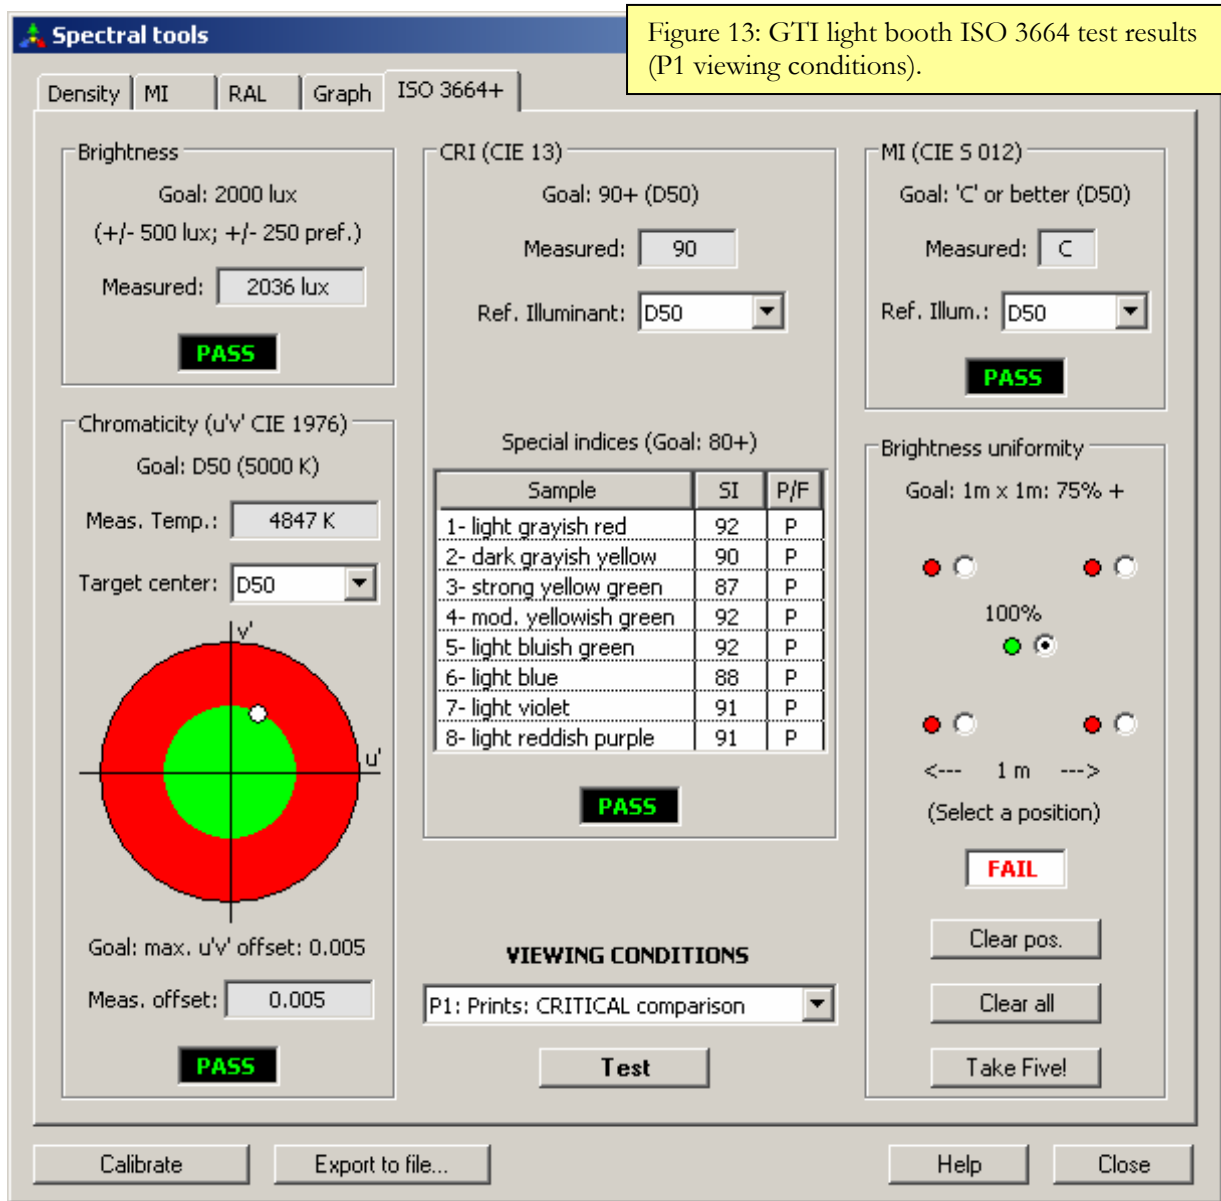 Spectral tools
Figure 13: GTI light booth ISO 3664 test results
(P1 viewing conditions).
Density
MI
RAL
Graph
ISO 3664+
Brightness
Goal: 2000 lux
(+/- 500 lux; +/- 250 pref.)
Measured: 2036 lux
PASS
Chromaticity (u'v' CIE 1976)
Goal: D50 (5000 K)
Meas. Temp.: 4847 K
Target center: D50
v'
u'
Goal: max. u'v' offset: 0.005
Meas. offset: 0.005
PASS
CRI (CIE 13)
Goal: 90+ (D50)
Measured: 90
Ref. Illuminant: D50
Special indices (Goal: 80+)
Sample SI P/F
1- light grayish red 92 P
2- dark grayish yellow 90 P
3- strong yellow green 87 P
4- mod. yellowish green 92 P
5- light bluish green 92 P
6- light blue 88 P
7- light violet 91 P
8- light reddish purple 91 P
PASS
VIEWING CONDITIONS
P1: Prints: CRITICAL comparison
Test
MI (CIE S 012)
Goal: 'C' or better (D50)
Measured: C
Ref. Illum.: D50
PASS
Brightness uniformity
Goal: 1m x 1m: 75% +
100%
<--- 1 m --->
(Select a position)
FAIL
Clear pos.
Clear all
Take Five!
Calibrate
Export to file...
Help
Close